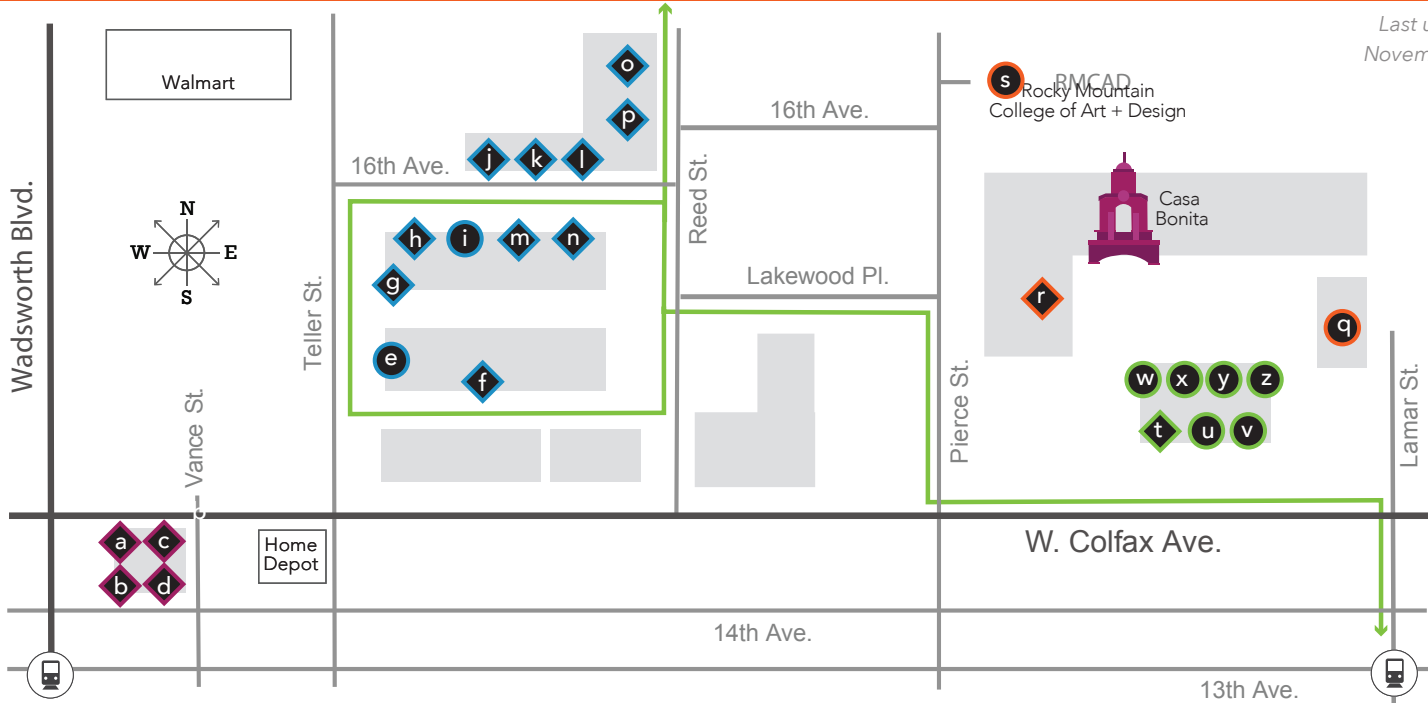 Last u
Novem
Walmart
o
s
RMCAD
Rocky Mountain
College of Art + Design
p
16th Ave.
j k l
16th Ave.
Reed St.
Casa
Bonita
Wadsworth Blvd.
N
W E
S
h i m n
g
Lakewood Pl.
r
q
Teller St.
e
f
w x y z
t u v
Pierce St.
Lamar St.
Vance St.
a c
b d
Home
Depot
W. Colfax Ave.
14th Ave.
13th Ave.